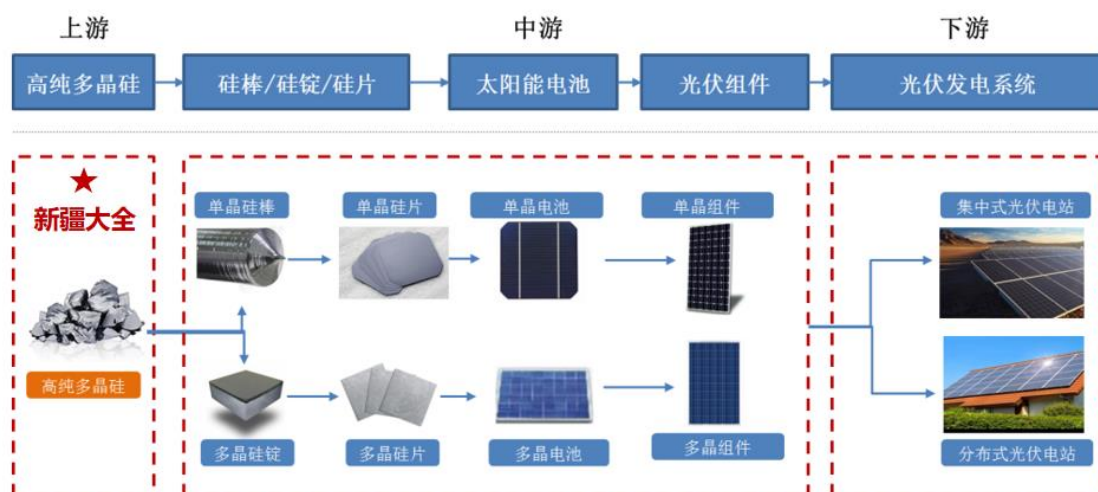 上游
中游
下游
高纯多晶硅
硅棒/硅锭/硅片
太阳能电池
光伏组件
光伏发电系统
★
新疆大全
单晶硅棒
单晶硅片
单晶电池
单晶组件
集中式光伏电站
高纯多晶硅
多晶硅锭
多晶硅片
多晶电池
多晶组件
分布式光伏电站